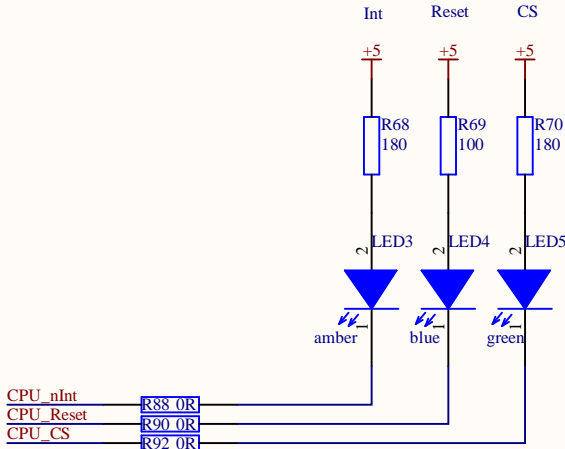 Int Reset CS
+5 +5 +5
R68 R69 R70
180 100 180
2 LED3 2 LED4 2 LED5
1 1 1
amber blue green
CPU_nInt R88 0R
CPU_Reset R90 0R
CPU_CS R92 0R